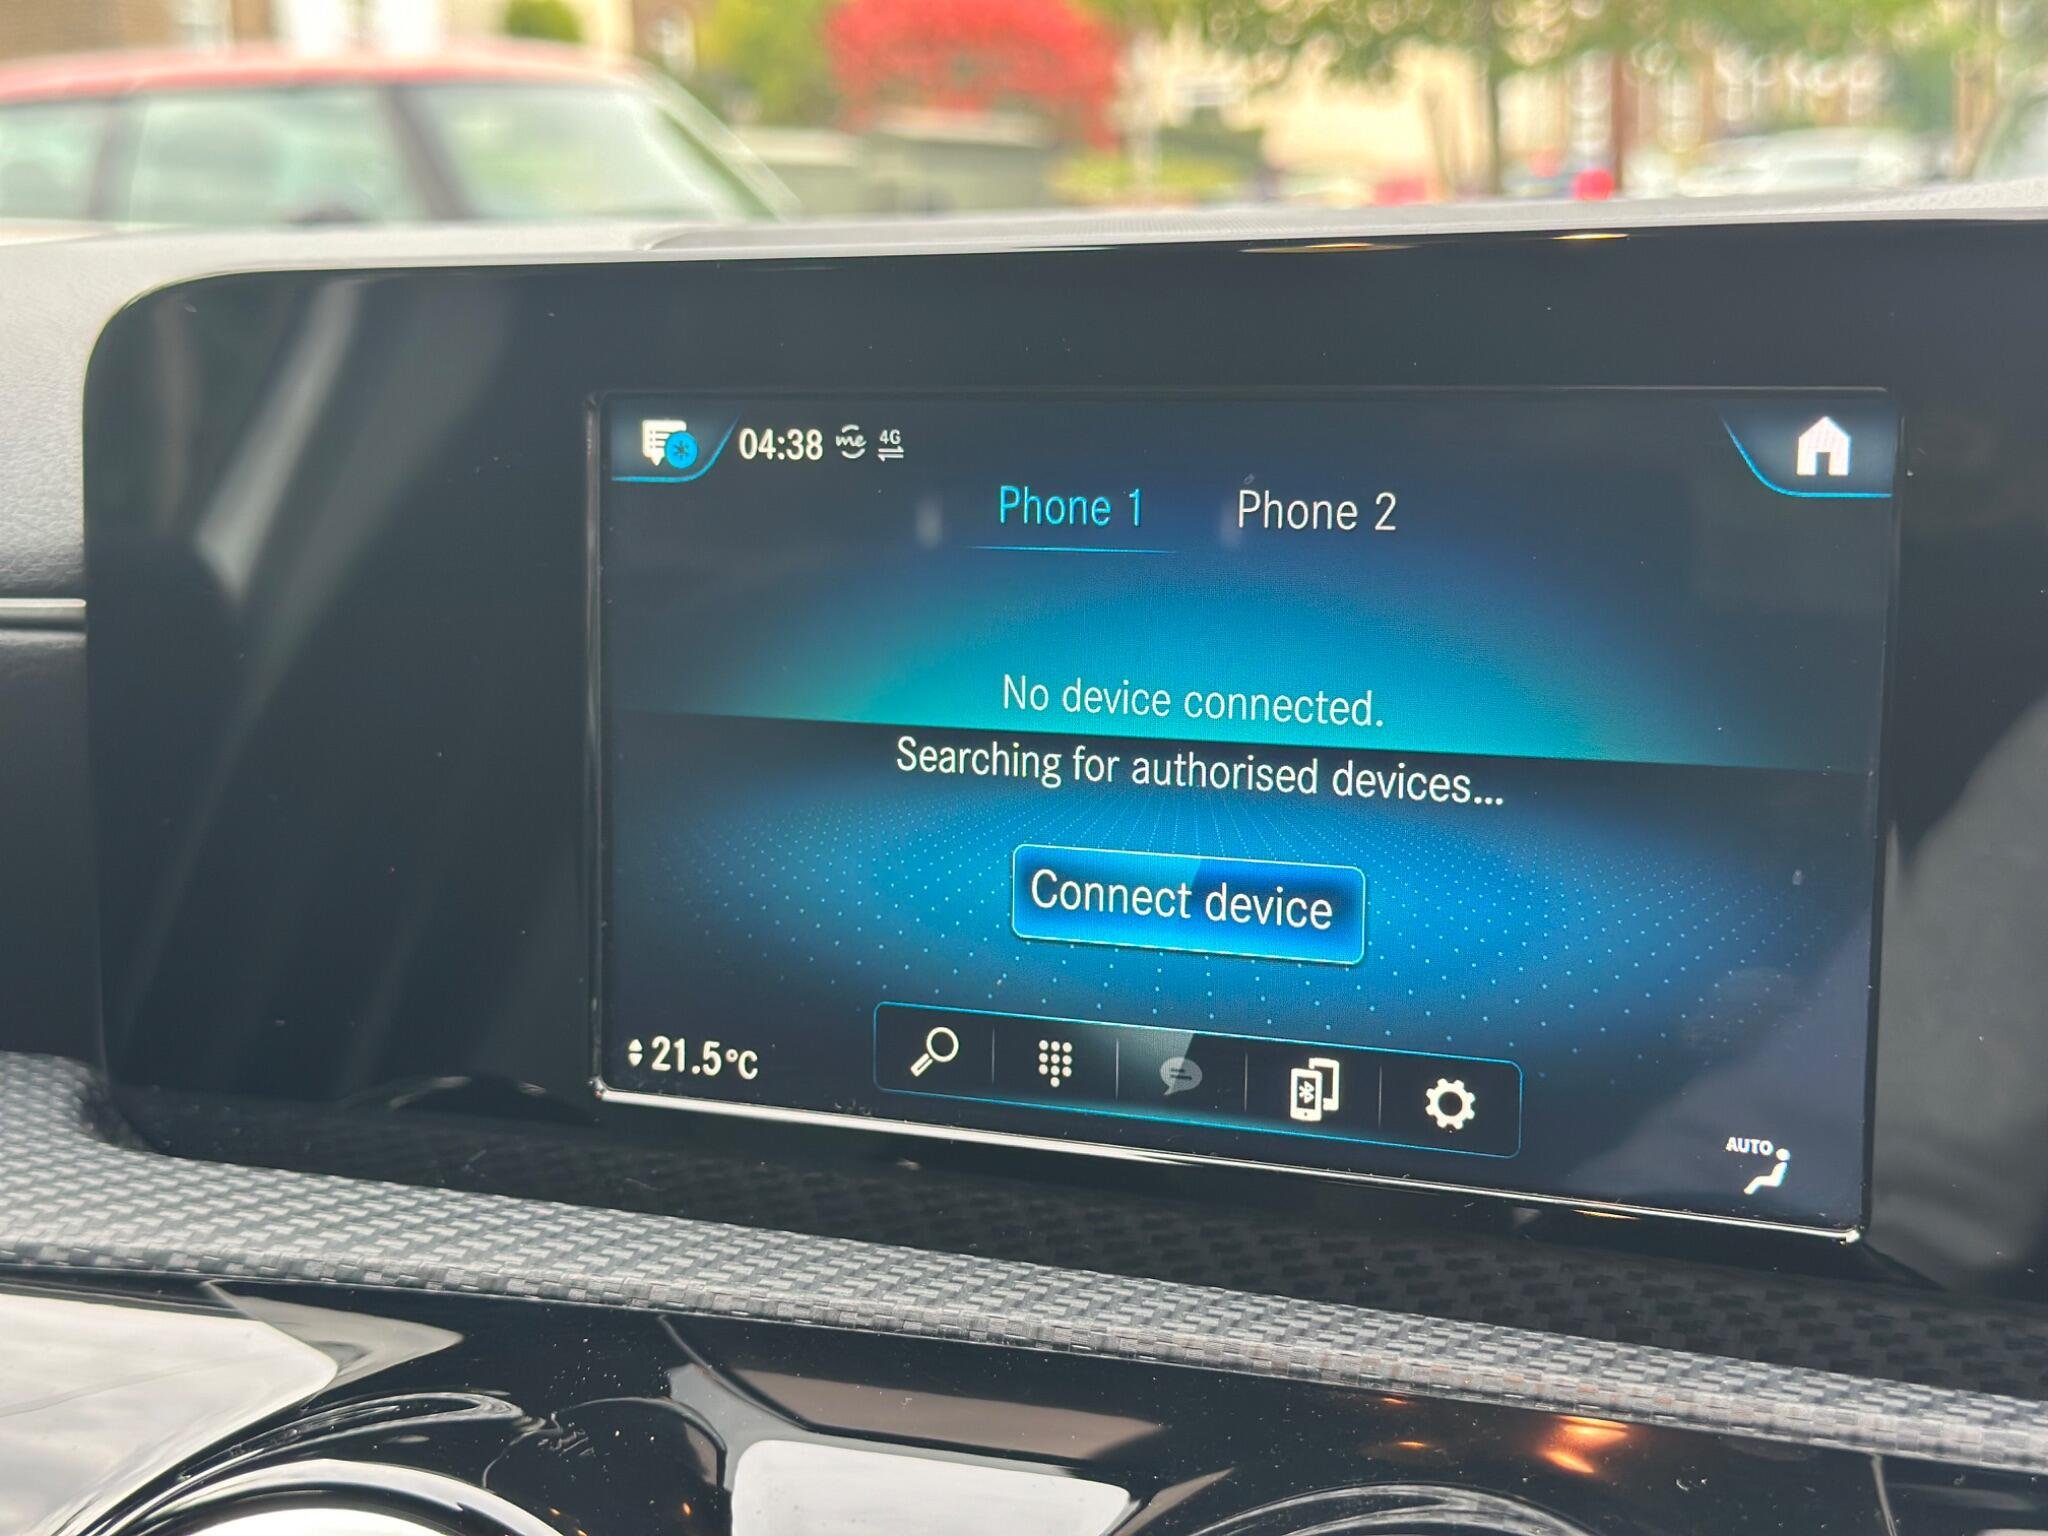 04:38 me 4G
Phone 1 Phone 2
No device connected.
Searching for authorised devices...
Connect device
21.5°C
AUTO